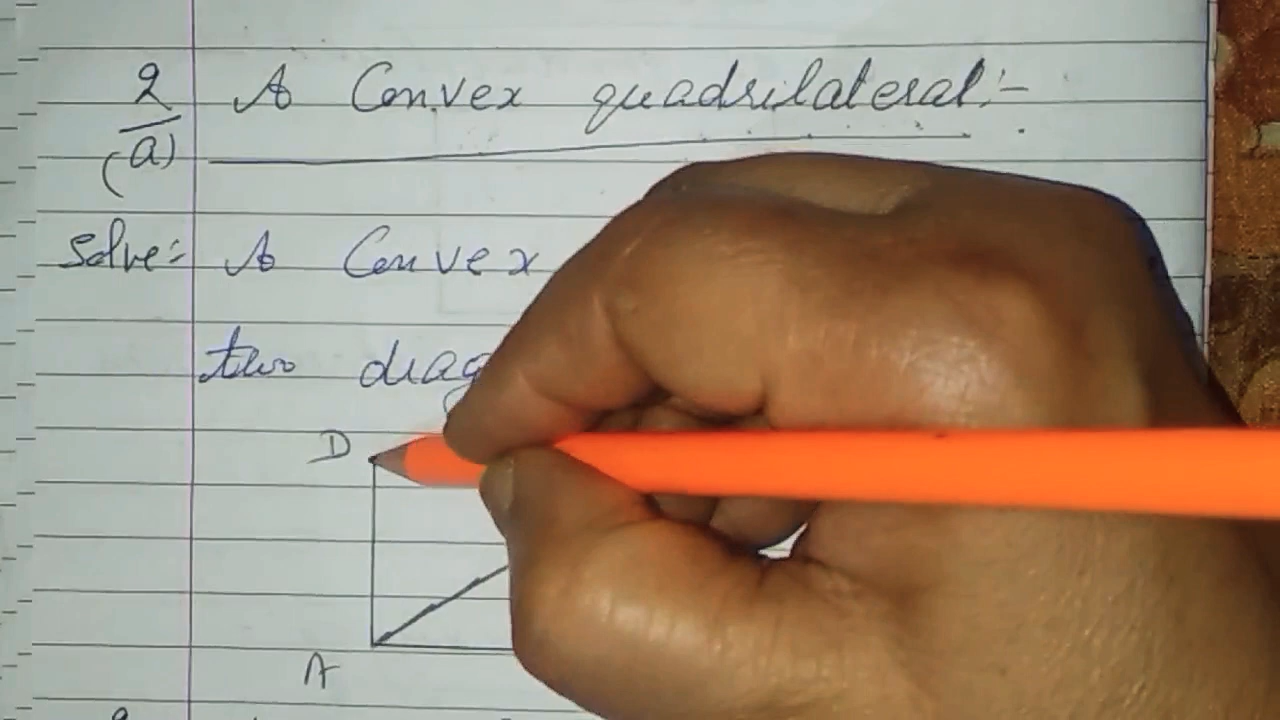 2 A Convex quadrilateral:-
(a)
Solve:- A Convex
two diag
D
A